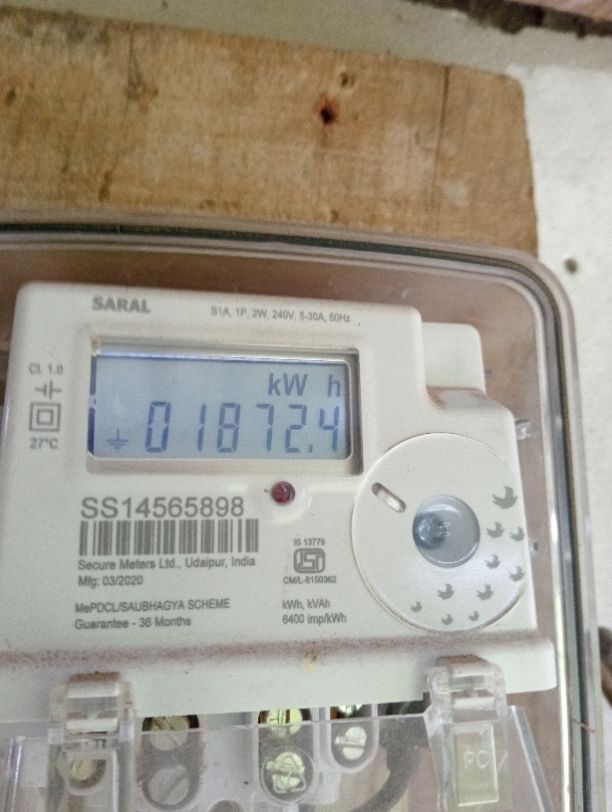 SARAL
S1A, 1P, 2W, 240V, 5-30A, 50Hz
Cl. 1.0
27°C
kW h
01872.4
SS14565898
Secure Meters Ltd., Udaipur, India
Mfg: 03/2020
IS 13779
CM/L-8150362
MePDCL/SAUBHAGYA SCHEME
Guarantee - 36 Months
kWh, kVAh
6400 imp/kWh
PC